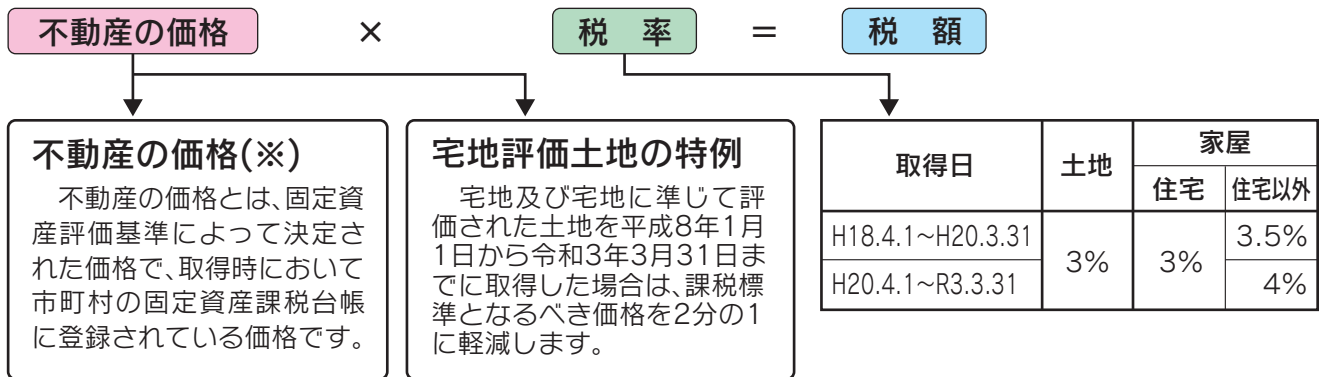 不動産の価格 × 税 率 = 税 額
不動産の価格(※)
不動産の価格とは、固定資
産評価基準によって決定さ
れた価格で、取得時において
市町村の固定資産課税台帳
に登録されている価格です。
宅地評価土地の特例
宅地及び宅地に準じて評
価された土地を平成8年1月
1日から令和3年3月31日ま
でに取得した場合は、課税標
準となるべき価格を2分の1
に軽減します。
取得日 土地 家屋
住宅 住宅以外
H18.4.1~H20.3.31 3% 3% 3.5%
H20.4.1~R3.3.31 4%